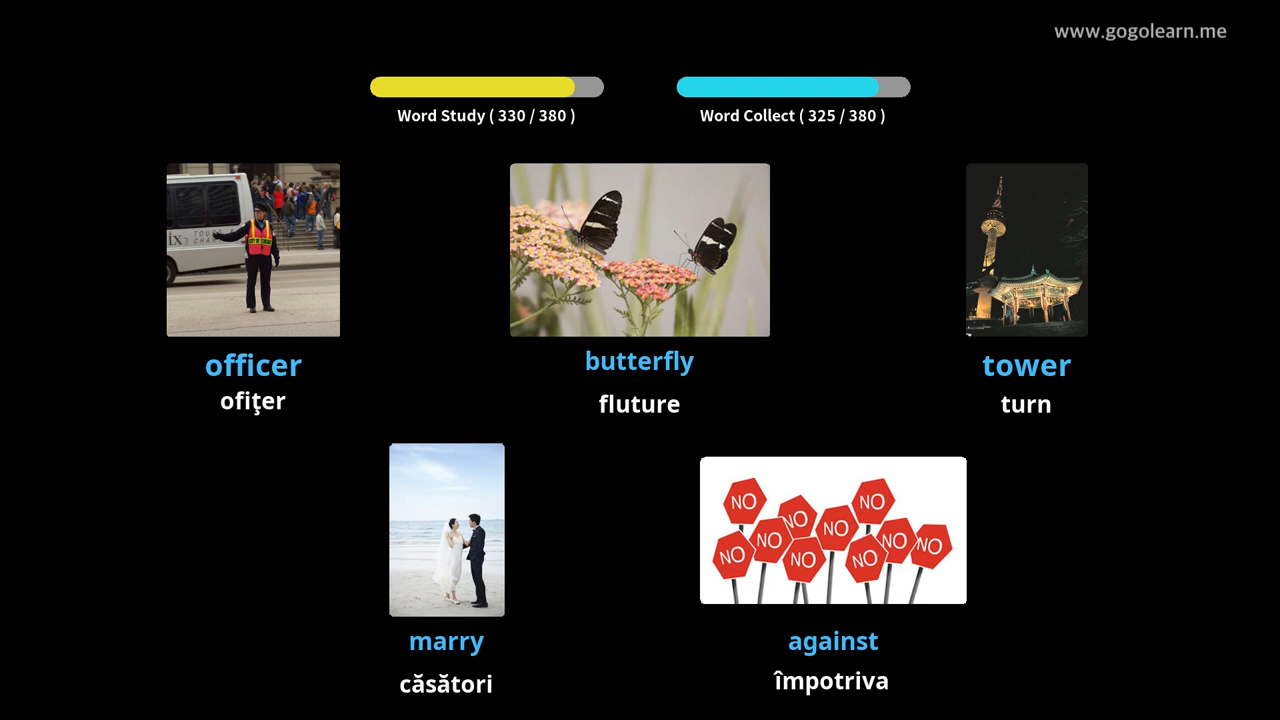 www.gogolearn.me
Word Study ( 330 / 380 )
Word Collect ( 325 / 380 )
officer
ofiţer
butterfly
fluture
tower
turn
NO
NO
NO
NO
NO
NO
NO
NO
NO
NO
marry
căsători
against
împotriva